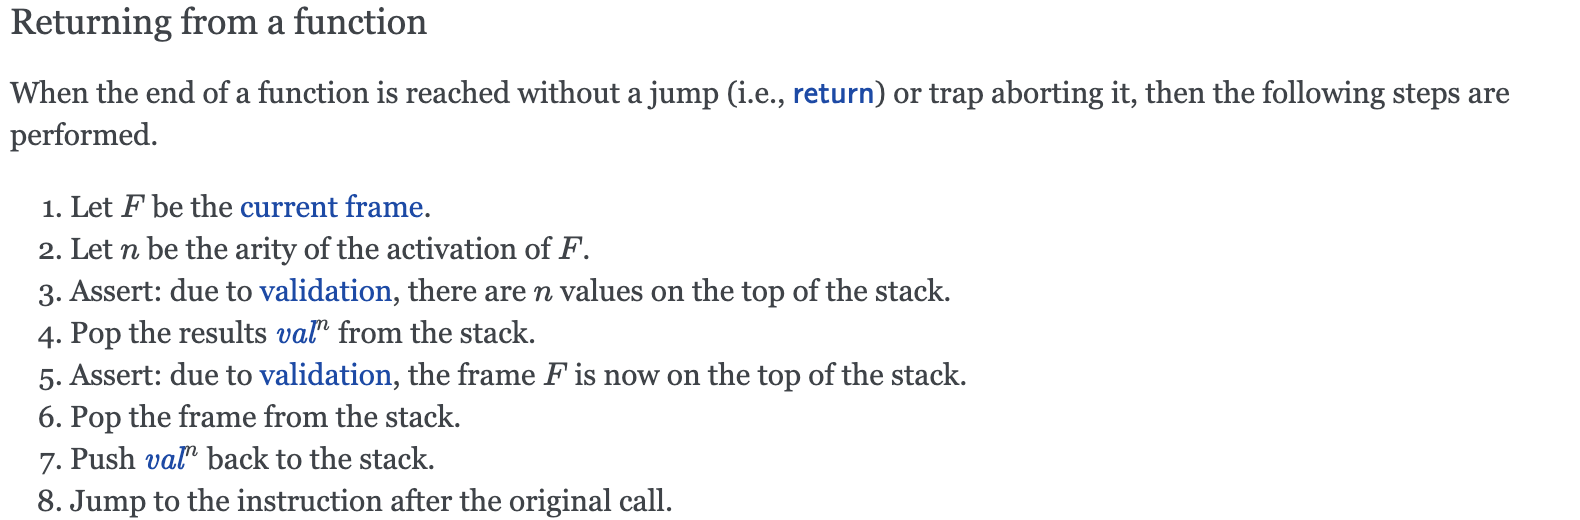 Returning from a function
When the end of a function is reached without a jump (i.e., return) or trap aborting it, then the following steps are
performed.
1. Let F be the current frame.
2. Let n be the arity of the activation of F.
3. Assert: due to validation, there are n values on the top of the stack.
4. Pop the results valⁿ from the stack.
5. Assert: due to validation, the frame F is now on the top of the stack.
6. Pop the frame from the stack.
7. Push valⁿ back to the stack.
8. Jump to the instruction after the original call.